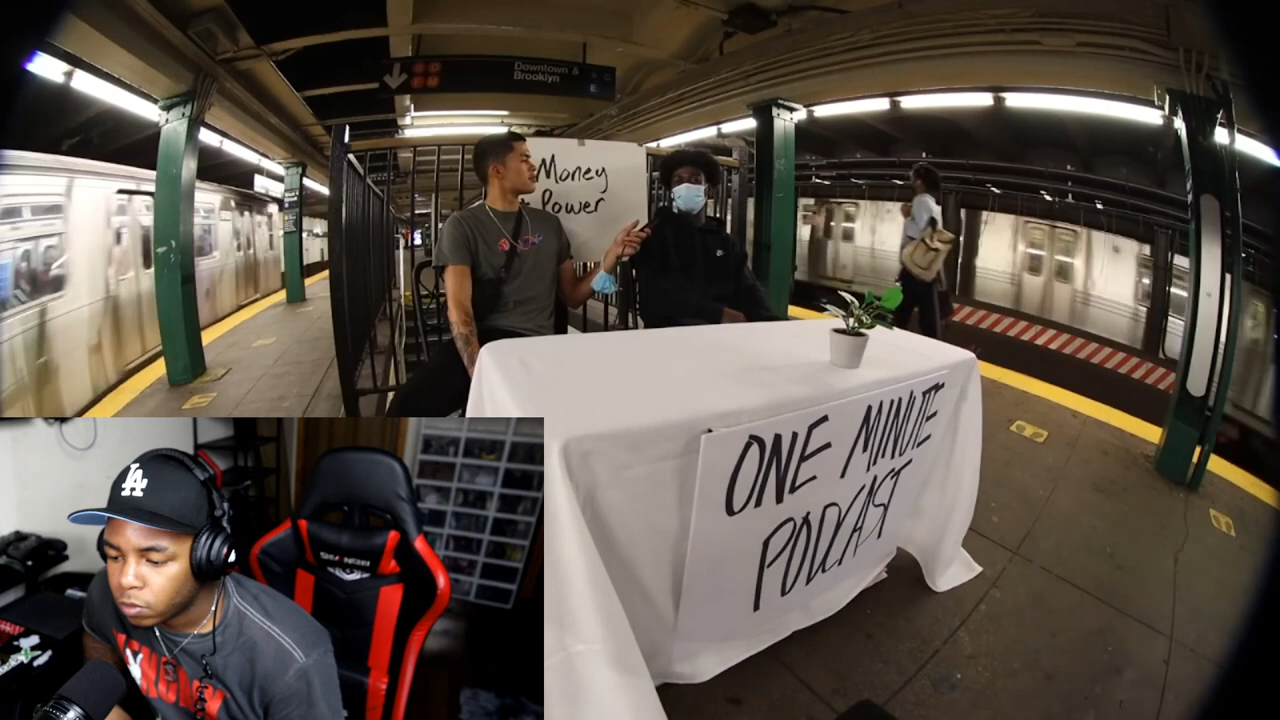 Downtown &
Brooklyn
A C
E
Money
+ Power
ONE MINUTE
PODCAST
LA